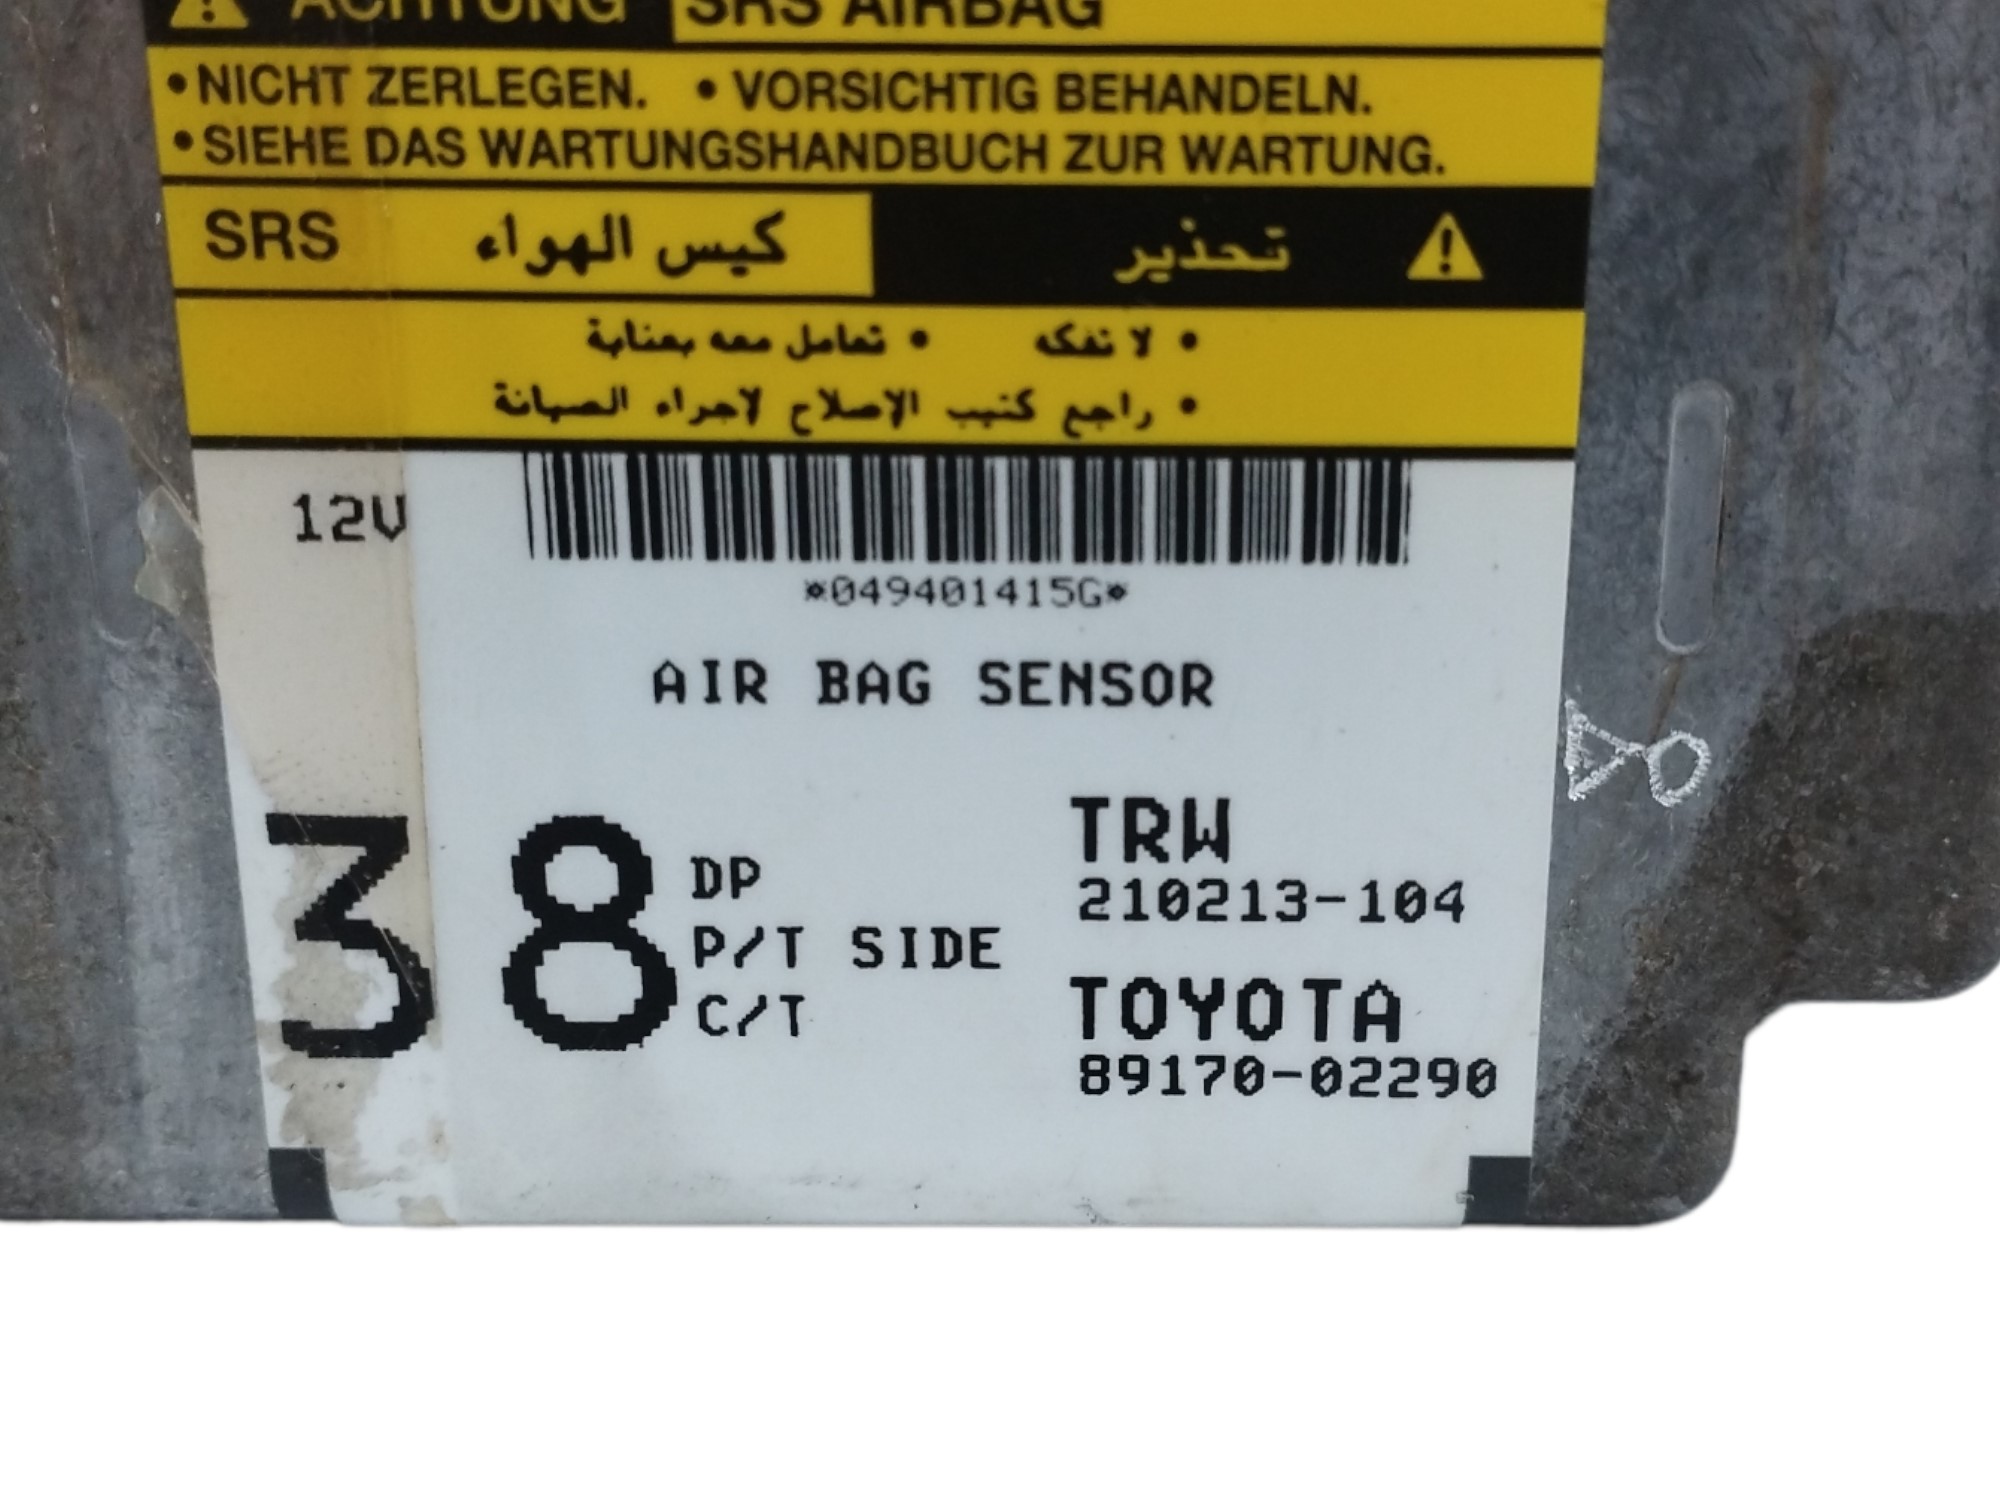 ACHTUNG SRS AIRBAG
•NICHT ZERLEGEN. •VORSICHTIG BEHANDELN.
•SIEHE DAS WARTUNGSHANDBUCH ZUR WARTUNG.
تحذير كيس الهواء SRS
• لا تفكه • تعامل معه بعناية
• راجع كتيب الإصلاح لاجراء الصيانة
12V
*049401415G*
AIR BAG SENSOR
38
DP
P/T SIDE
C/T
TRW
210213-104
TOYOTA
89170-02290